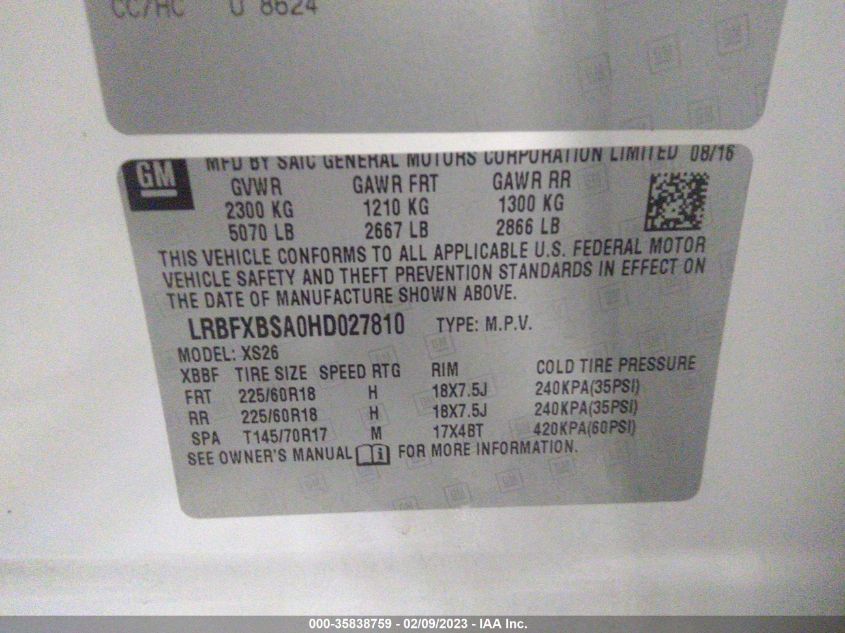 CC/HC U 8624
GM
MFD BY SAIC GENERAL MOTORS CORPORATION LIMITED 08/16
GVWR GAWR FRT GAWR RR
2300 KG 1210 KG 1300 KG
5070 LB 2667 LB 2866 LB
THIS VEHICLE CONFORMS TO ALL APPLICABLE U.S. FEDERAL MOTOR
VEHICLE SAFETY AND THEFT PREVENTION STANDARDS IN EFFECT ON
THE DATE OF MANUFACTURE SHOWN ABOVE.
LRBFXBSA0HD027810 TYPE: M.P.V.
MODEL: XS26
XBBF TIRE SIZE SPEED RTG RIM COLD TIRE PRESSURE
FRT 225/60R18 H 18X7.5J 240KPA(35PSI)
RR 225/60R18 H 18X7.5J 240KPA(35PSI)
SPA T145/70R17 M 17X4BT 420KPA(60PSI)
SEE OWNER'S MANUAL i FOR MORE INFORMATION.
000-35838759 - 02/09/2023 - IAA Inc.